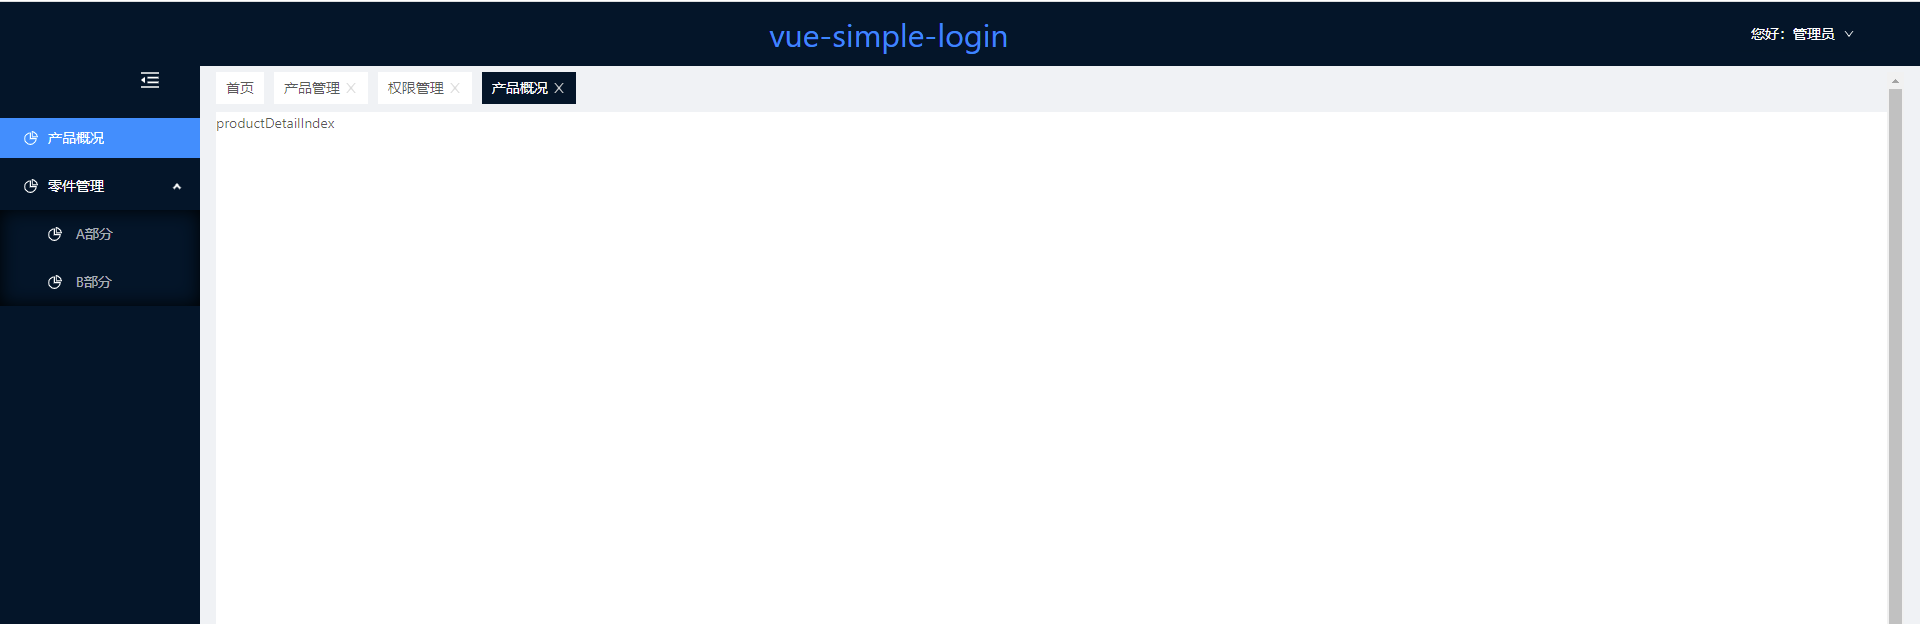 vue-simple-login
您好：管理员
首页 产品管理 X 权限管理 X 产品概况 X
productDetailIndex
产品概况
零件管理
A部分
B部分